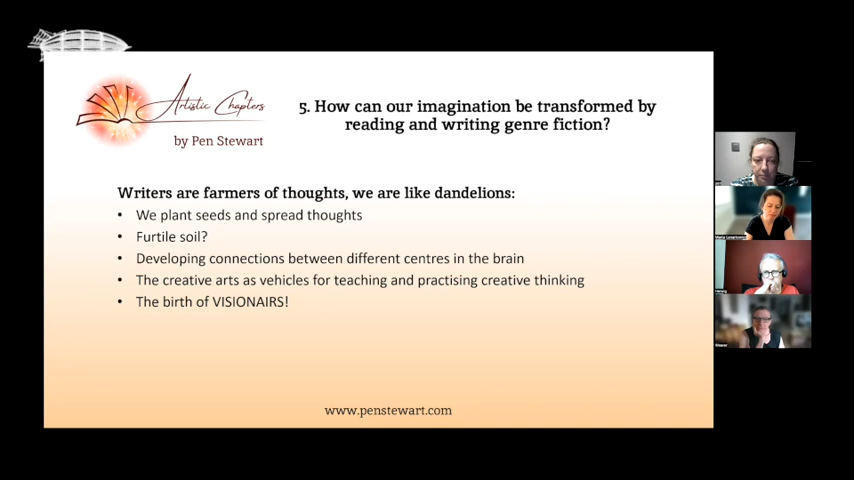 Artistic Chapters
by Pen Stewart
5. How can our imagination be transformed by
reading and writing genre fiction?
Writers are farmers of thoughts, we are like dandelions:
• We plant seeds and spread thoughts
• Furtile soil?
• Developing connections between different centres in the brain
• The creative arts as vehicles for teaching and practising creative thinking
• The birth of VISIONAIRS!
www.penstewart.com